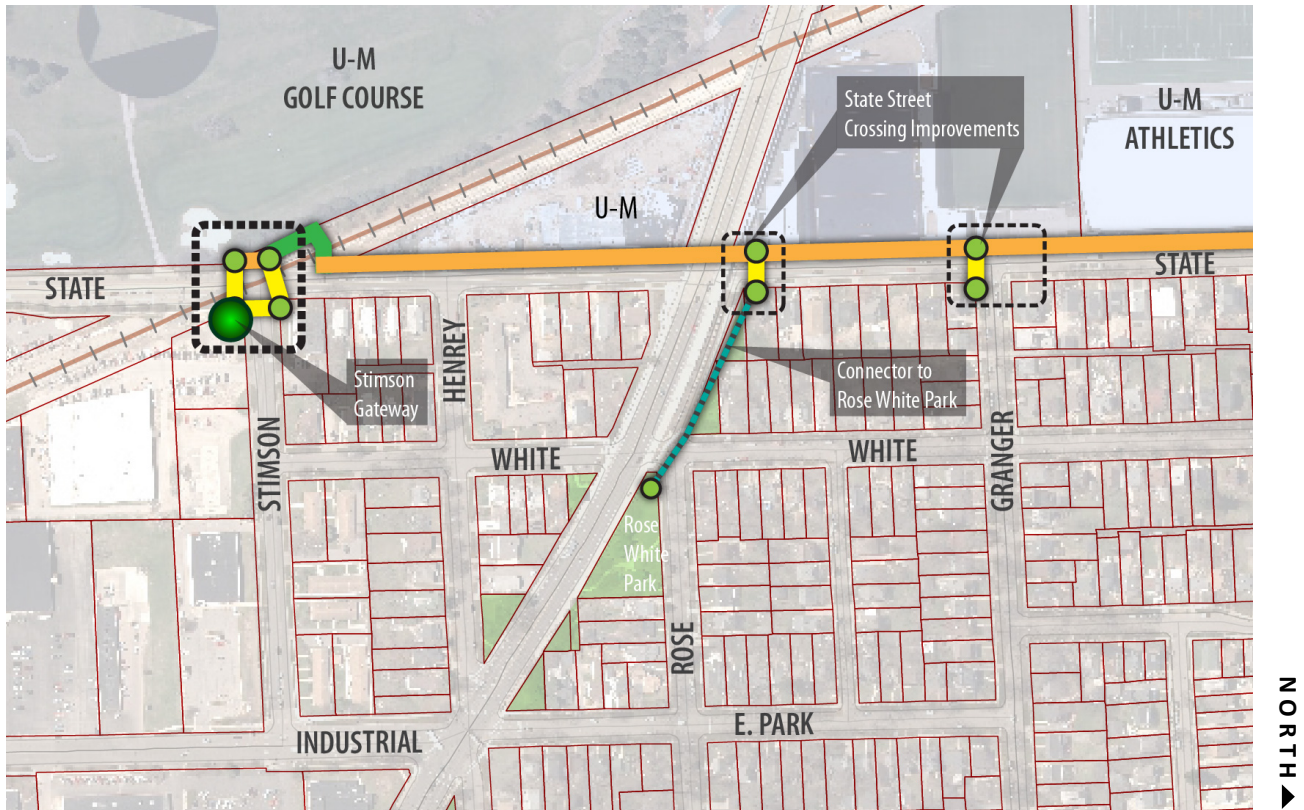 U-M
GOLF COURSE
State Street
Crossing Improvements
U-M
ATHLETICS
U-M
STATE
STATE
HENREY
Stimson
Gateway
Connector to
Rose White Park
STIMSON
WHITE
WHITE
GRANGER
Rose
White
Park
ROSE
E. PARK
INDUSTRIAL
NORTH